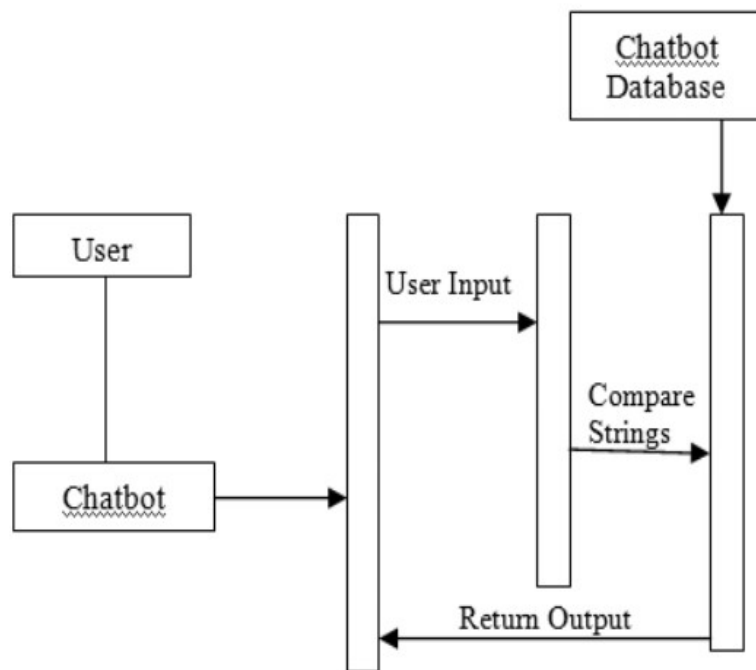 Chatbot
Database
User
User Input
Compare
Strings
Chatbot
Return Output